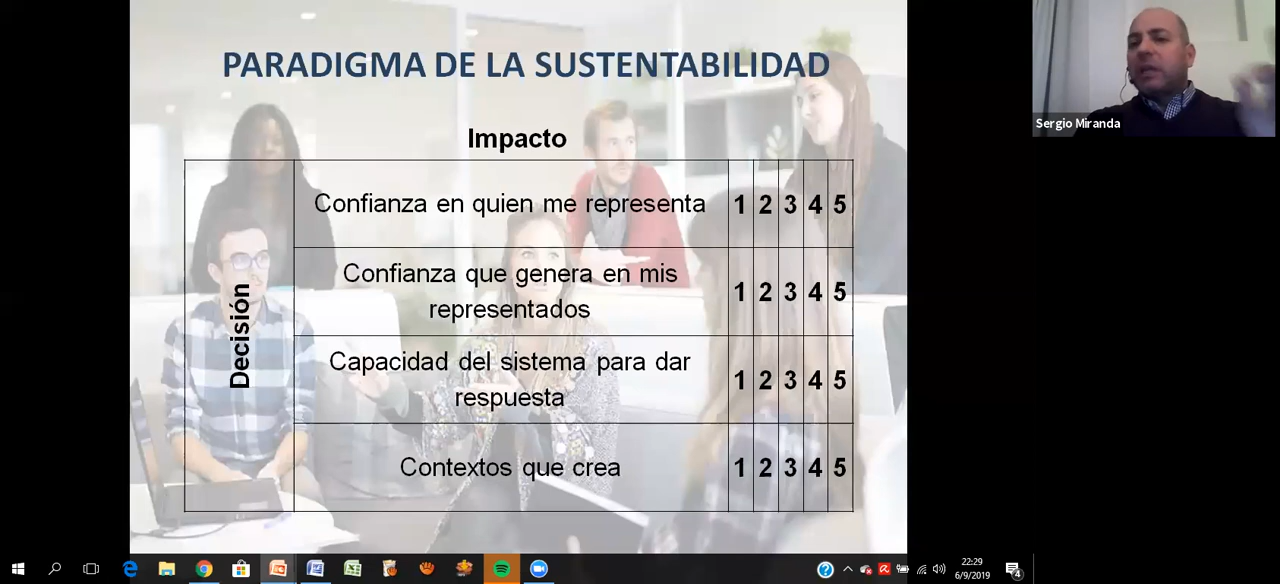 PARADIGMA DE LA SUSTENTABILIDAD
Sergio Miranda
Impacto
Decisión
Confianza en quien me representa 1 2 3 4 5
Confianza que genera en mis
representados 1 2 3 4 5
Capacidad del sistema para dar
respuesta 1 2 3 4 5
Contextos que crea 1 2 3 4 5
22:29
6/9/2019
4